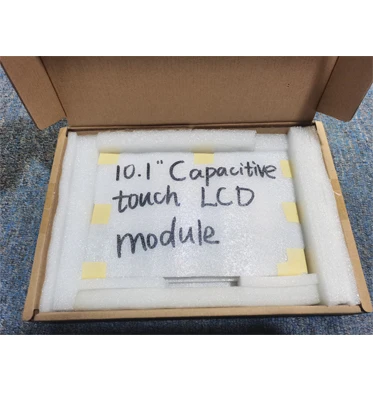 10.1" Capacitive
touch LCD
module